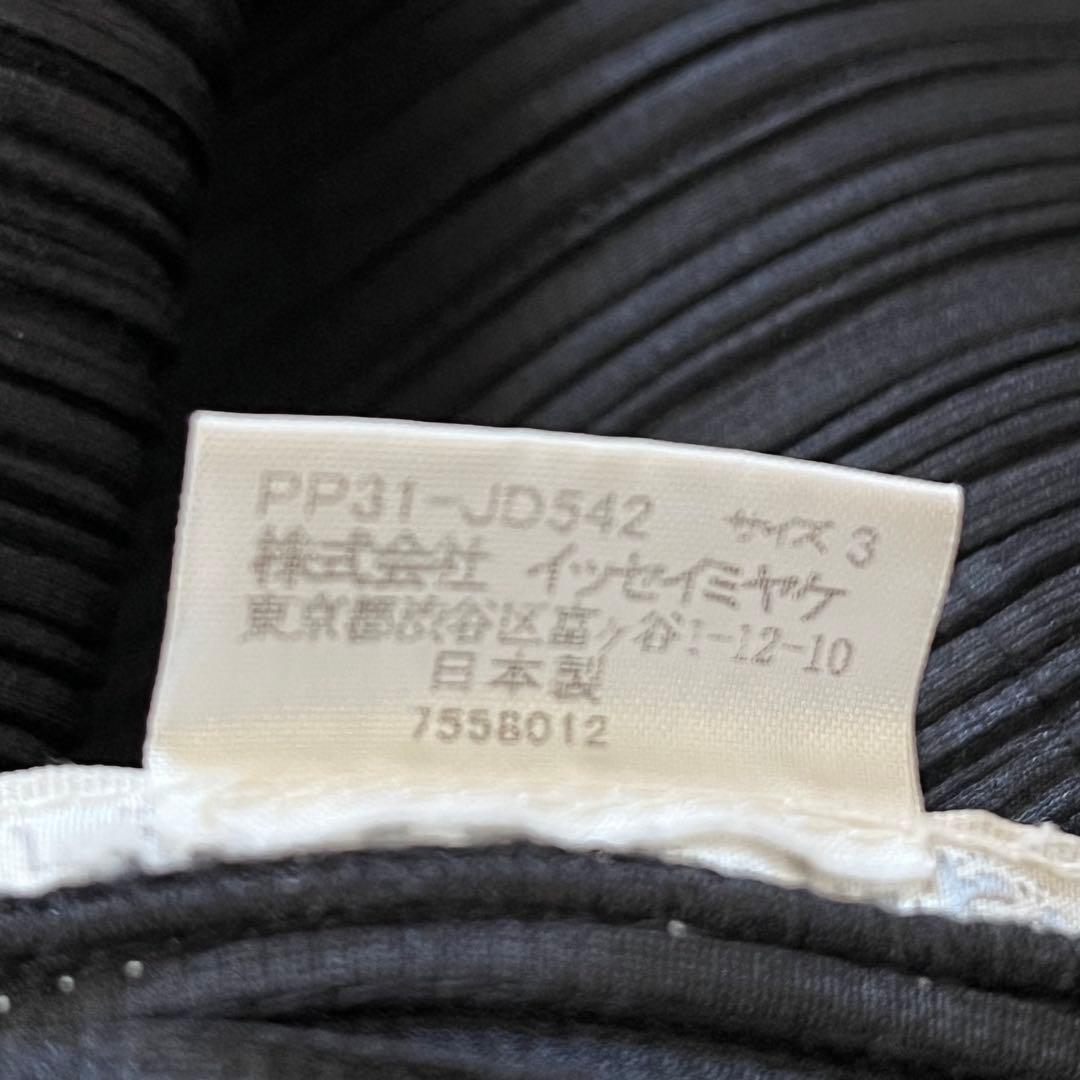 PP31-JD542 サイズ 3
株式会社 イッセイミヤケ
東京都渋谷区富ヶ谷1-12-10
日本製
7558012